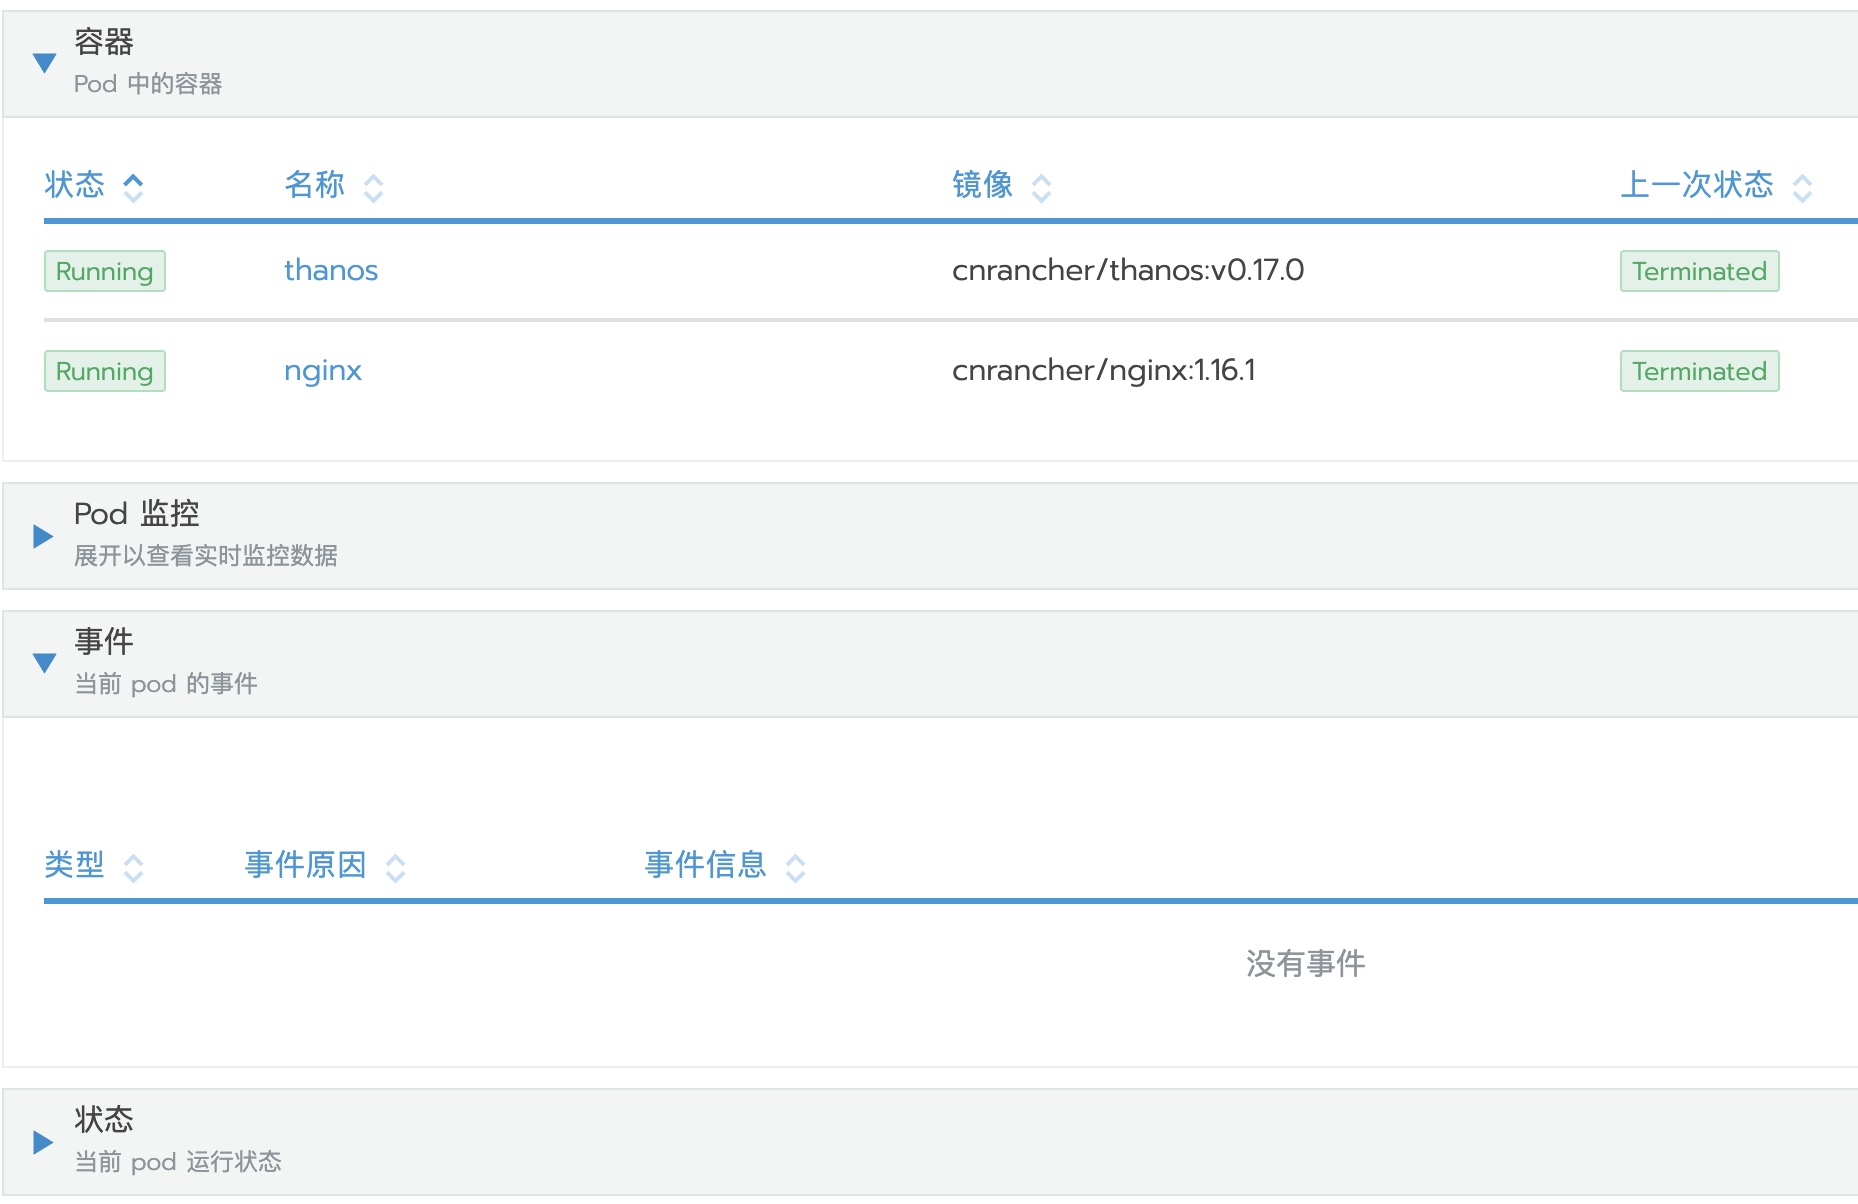 容器
Pod 中的容器
状态 名称 镜像 上一次状态
Running thanos cnrancher/thanos:v0.17.0 Terminated
Running nginx cnrancher/nginx:1.16.1 Terminated
Pod 监控
展开以查看实时监控数据
事件
当前 pod 的事件
类型 事件原因 事件信息
没有事件
状态
当前 pod 运行状态